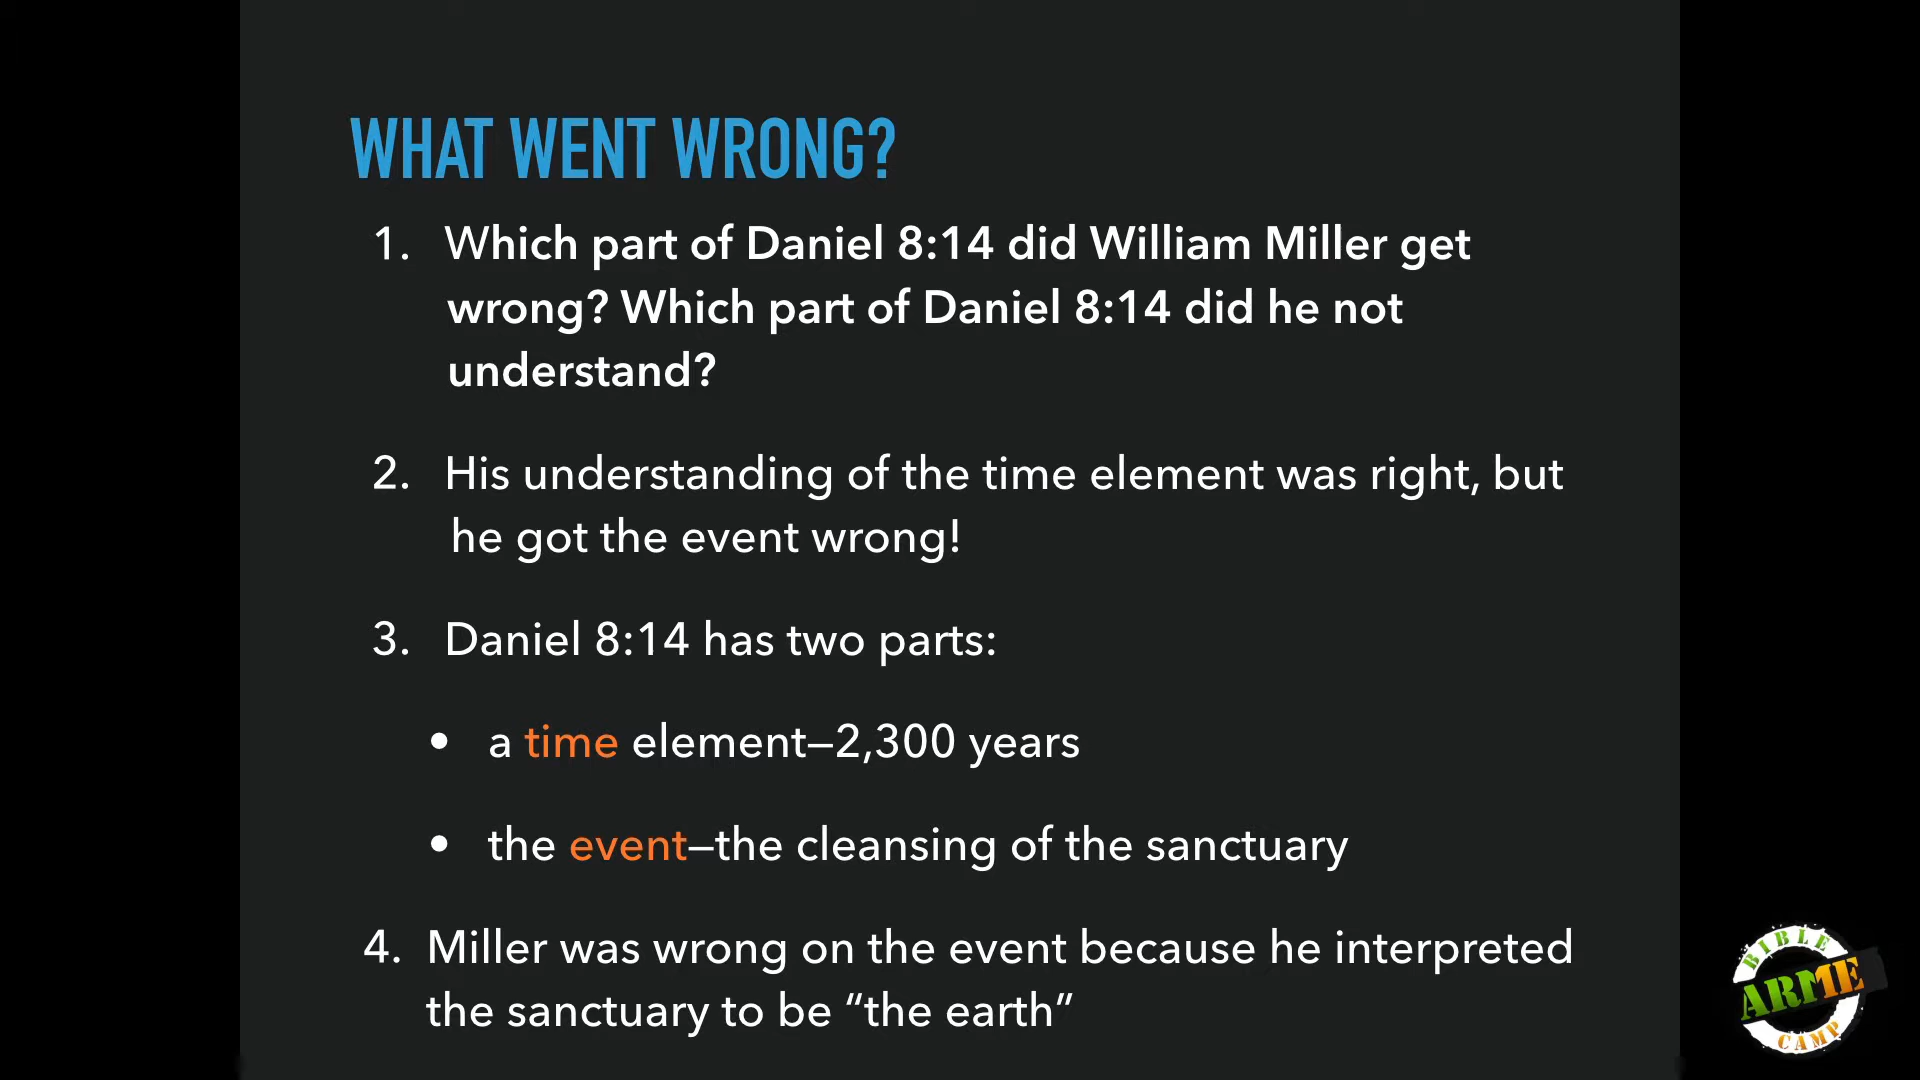 WHAT WENT WRONG?
1. Which part of Daniel 8:14 did William Miller get
wrong? Which part of Daniel 8:14 did he not
understand?
2. His understanding of the time element was right, but
he got the event wrong!
3. Daniel 8:14 has two parts:
• a time element—2,300 years
• the event—the cleansing of the sanctuary
4. Miller was wrong on the event because he interpreted
the sanctuary to be “the earth”
BIBLE
ARME
CAMP